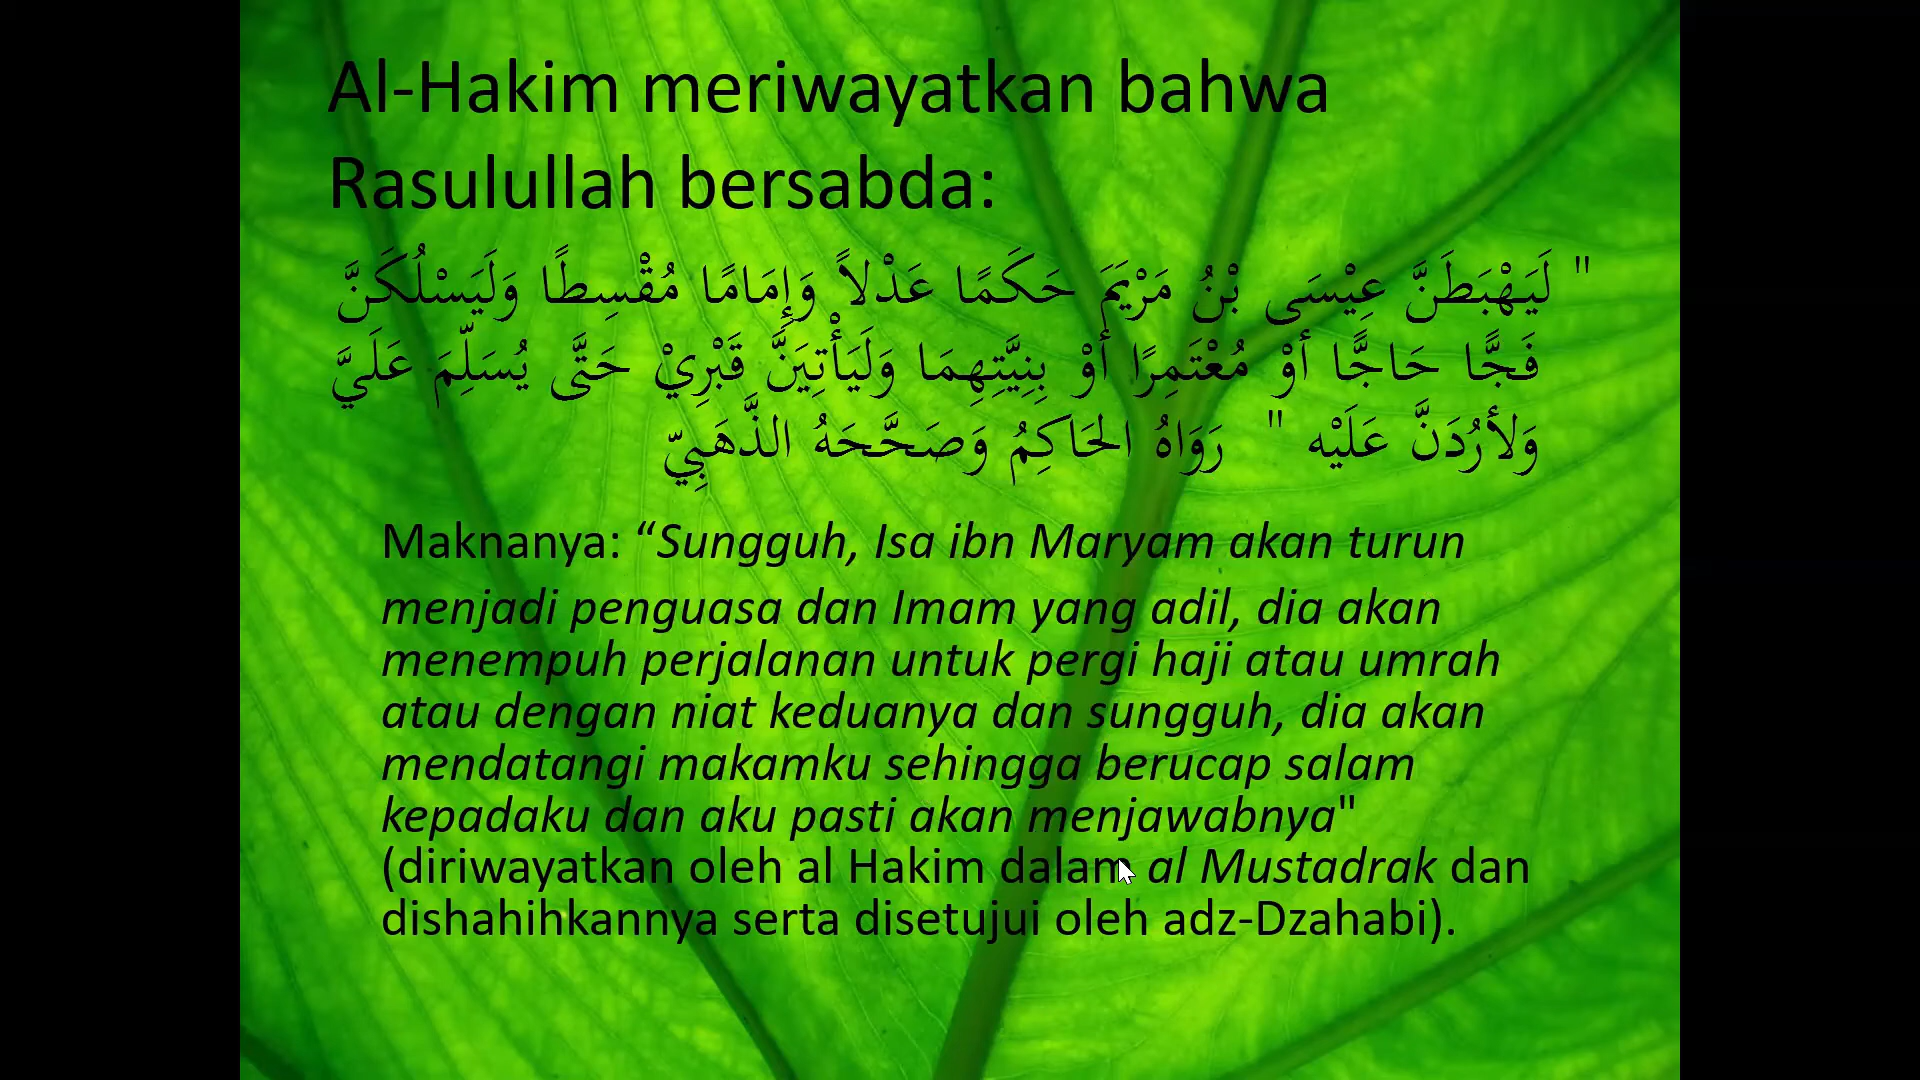 Al-Hakim meriwayatkan bahwa
Rasulullah bersabda:
" لَيَهْبَطَنَّ عِيْسَى بْنُ مَرْيَمَ حَكَمًا عَدْلاً وَإِمَامًا مُقْسِطًا وَلَيَسْلُكَنَّ
فَجًّا حَاجًّا أوْ مُعْتَمِرًا أَوْ بِنِيَّتِهِمَا وَلَيَأْتِيَنَّ قَبْرِيْ حَتَّى يُسَلِّمَ عَلَيَّ
وَلأَرُدَنَّ عَلَيْه " رَوَاهُ الحَاكِمُ وَصَحَّحَهُ الذَّهَبِيّ
Maknanya: “Sungguh, Isa ibn Maryam akan turun
menjadi penguasa dan Imam yang adil, dia akan
menempuh perjalanan untuk pergi haji atau umrah
atau dengan niat keduanya dan sungguh, dia akan
mendatangi makamku sehingga berucap salam
kepadaku dan aku pasti akan menjawabnya"
(diriwayatkan oleh al Hakim dalam al Mustadrak dan
dishahihkannya serta disetujui oleh adz-Dzahabi).